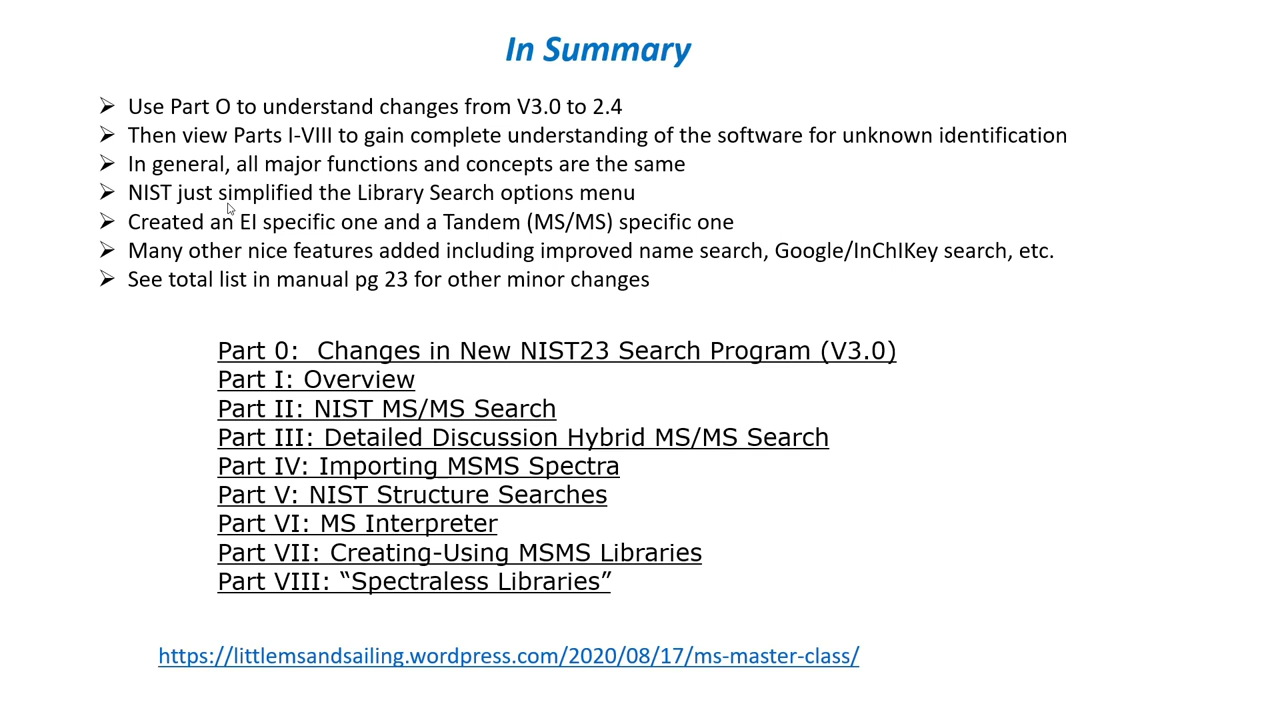 In Summary
➢ Use Part O to understand changes from V3.0 to 2.4
➢ Then view Parts I-VIII to gain complete understanding of the software for unknown identification
➢ In general, all major functions and concepts are the same
➢ NIST just simplified the Library Search options menu
➢ Created an EI specific one and a Tandem (MS/MS) specific one
➢ Many other nice features added including improved name search, Google/InChIKey search, etc.
➢ See total list in manual pg 23 for other minor changes
Part 0:  Changes in New NIST23 Search Program (V3.0)
Part I: Overview
Part II: NIST MS/MS Search
Part III: Detailed Discussion Hybrid MS/MS Search
Part IV: Importing MSMS Spectra
Part V: NIST Structure Searches
Part VI: MS Interpreter
Part VII: Creating-Using MSMS Libraries
Part VIII: “Spectraless Libraries”
https://littlemsandsailing.wordpress.com/2020/08/17/ms-master-class/